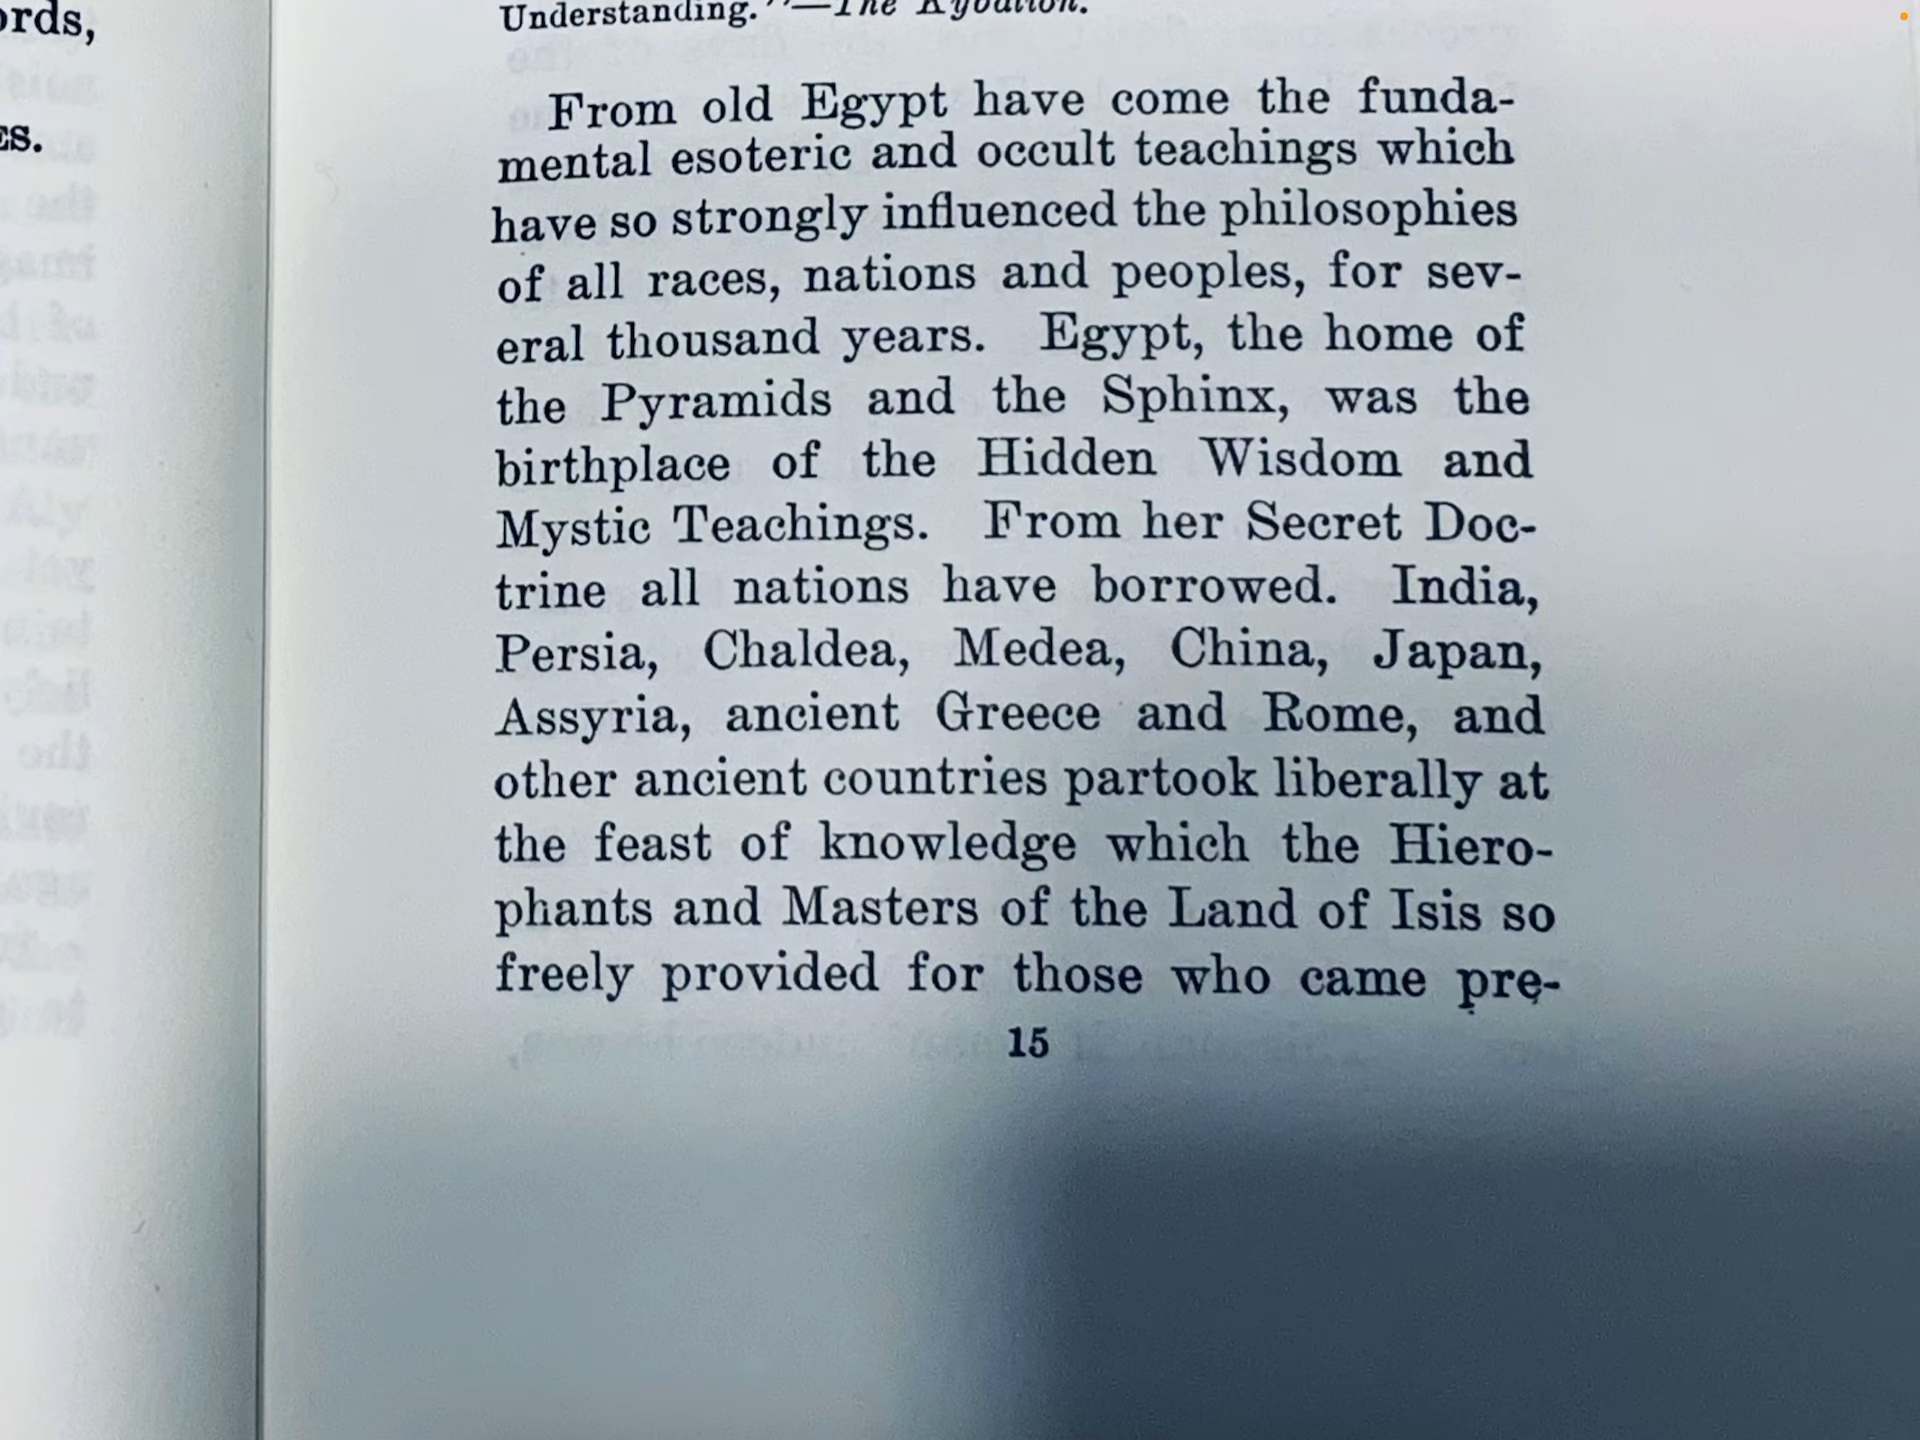 ords,
ES.
Understanding."—The Kybalion.
From old Egypt have come the funda-
mental esoteric and occult teachings which
have so strongly influenced the philosophies
of all races, nations and peoples, for sev-
eral thousand years. Egypt, the home of
the Pyramids and the Sphinx, was the
birthplace of the Hidden Wisdom and
Mystic Teachings. From her Secret Doc-
trine all nations have borrowed. India,
Persia, Chaldea, Medea, China, Japan,
Assyria, ancient Greece and Rome, and
other ancient countries partook liberally at
the feast of knowledge which the Hiero-
phants and Masters of the Land of Isis so
freely provided for those who came pre-
15